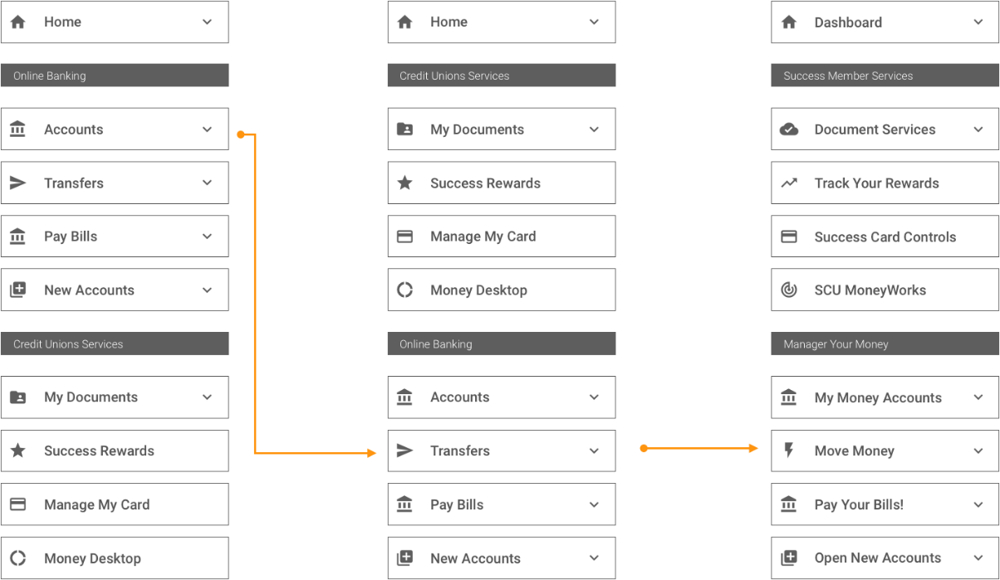 Home
Online Banking
Accounts
Transfers
Pay Bills
New Accounts
Credit Unions Services
My Documents
Success Rewards
Manage My Card
Money Desktop
Home
Credit Unions Services
My Documents
Success Rewards
Manage My Card
Money Desktop
Online Banking
Accounts
Transfers
Pay Bills
New Accounts
Dashboard
Success Member Services
Document Services
Track Your Rewards
Success Card Controls
SCU MoneyWorks
Manager Your Money
My Money Accounts
Move Money
Pay Your Bills!
Open New Accounts